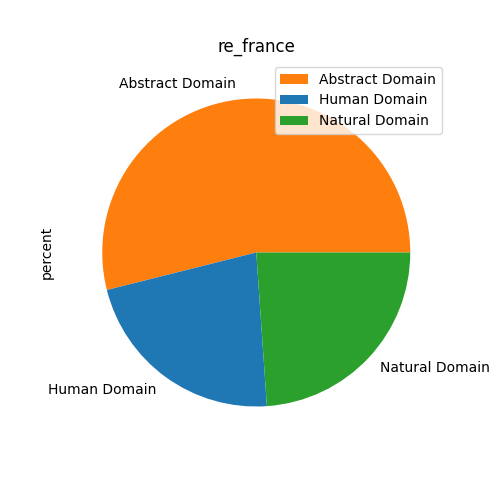 re_france
Abstract Domain
Abstract Domain
Human Domain
Natural Domain
percent
Natural Domain
Human Domain